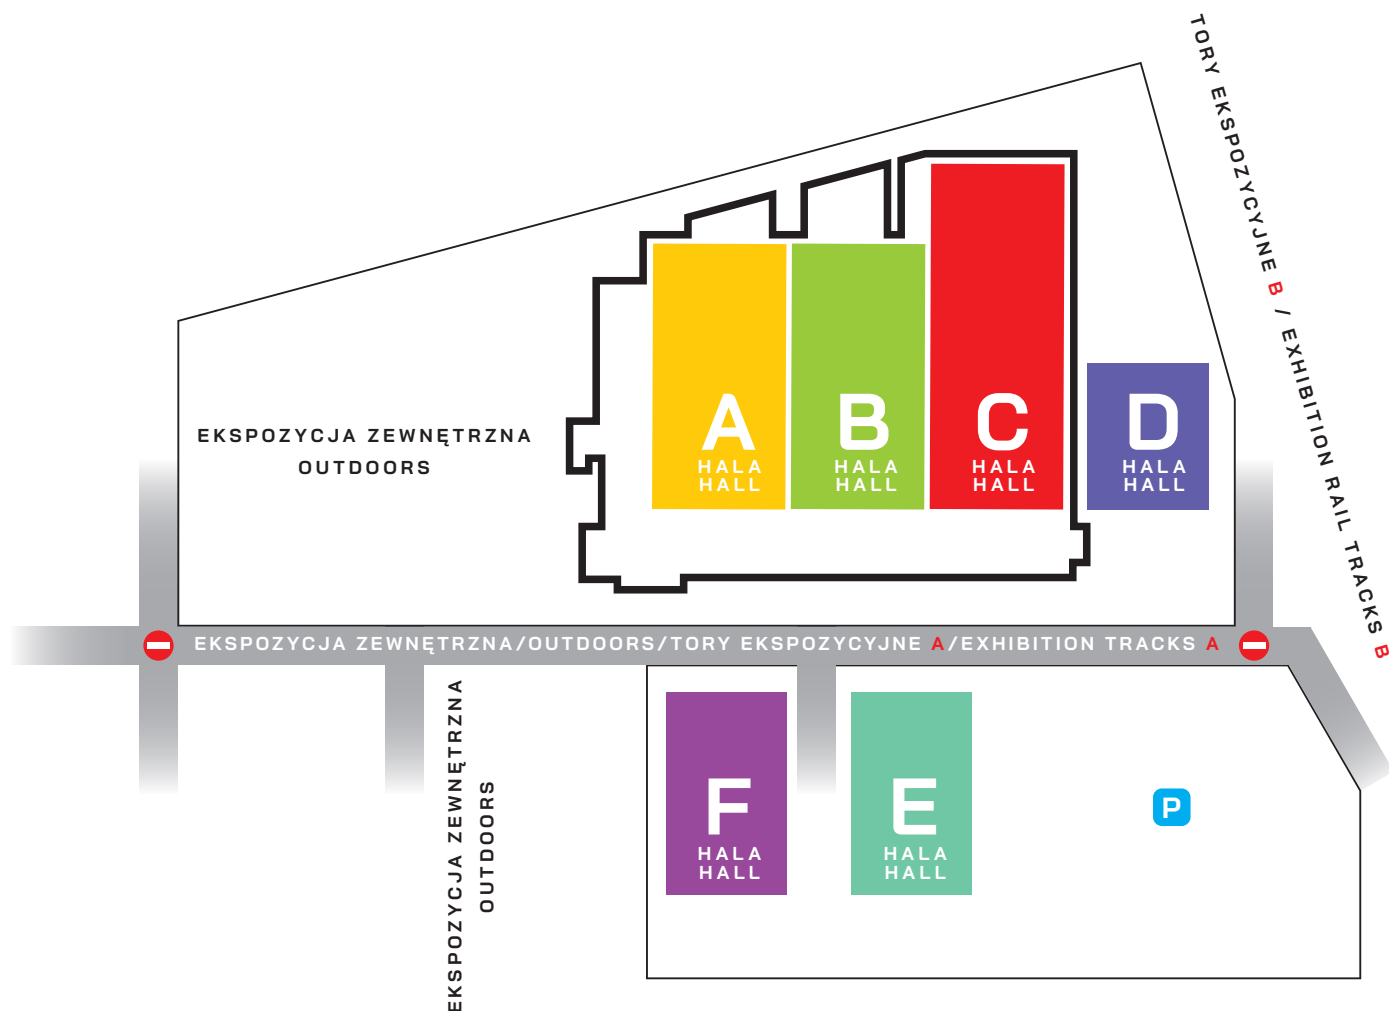 TORY EKSPOZYCYJNE B / EXHIBITION RAIL TRACKS B
EKSPOZYCJA ZEWNĘTRZNA
OUTDOORS
A
HALA
HALL
B
HALA
HALL
C
HALA
HALL
D
HALA
HALL
EKSPOZYCJA ZEWNĘTRZNA/OUTDOORS/TORY EKSPOZYCYJNE A/EXHIBITION TRACKS A
EKSPOZYCJA ZEWNĘTRZNA
OUTDOORS
F
HALA
HALL
E
HALA
HALL
P